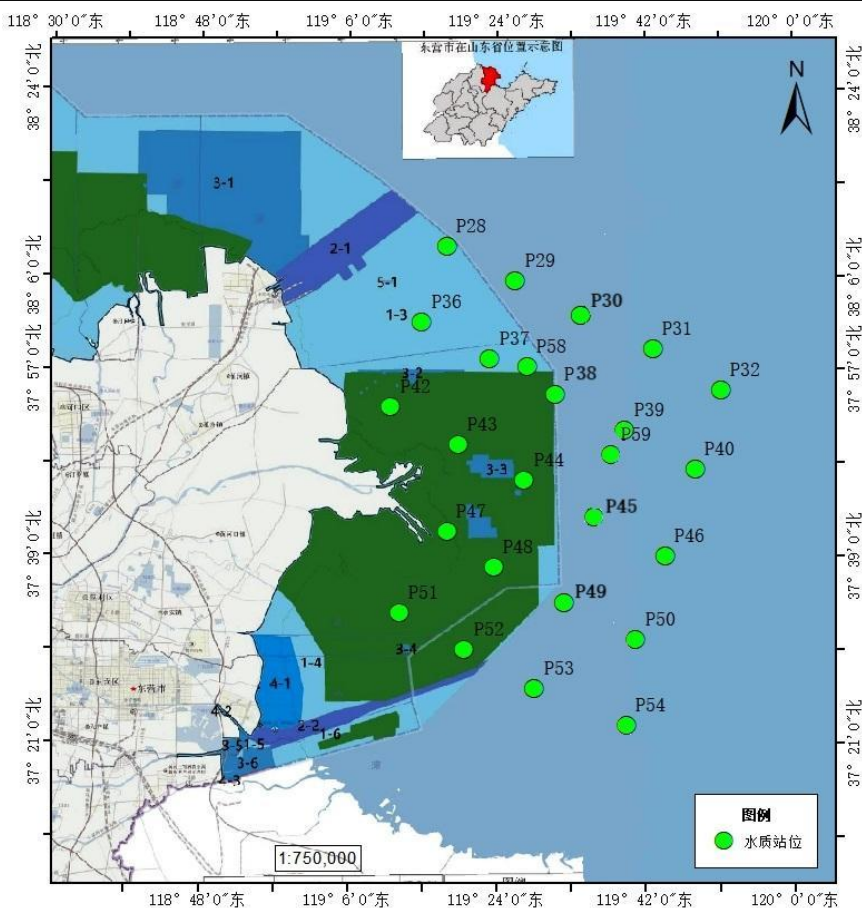 118° 30′0″东
118° 48′0″东
119° 6′0″东
119° 24′0″东
119° 42′0″东
120° 0′0″东
东营市在山东省位置示意图
N
38° 24′0″北
38° 24′0″北
3-1
2-1
P28
38° 6′0″北
38° 6′0″北
5-1
P29
1-3
P36
P30
P31
P37
P58
37° 57′0″北
37° 57′0″北
3-2
P32
P38
P42
P39
P43
P59
3-3
P44
P40
P45
P47
37° 39′0″北
37° 39′0″北
P46
P48
P49
P51
P50
P52
3-4
1-4
4-1
P53
东营市
4-2
2-2
1-6
P54
37° 21′0″北
37° 21′0″北
3-5
1-5
3-6
4-3
图例
水质站位
1:750,000
118° 48′0″东
119° 6′0″东
119° 24′0″东
119° 42′0″东
120° 0′0″东